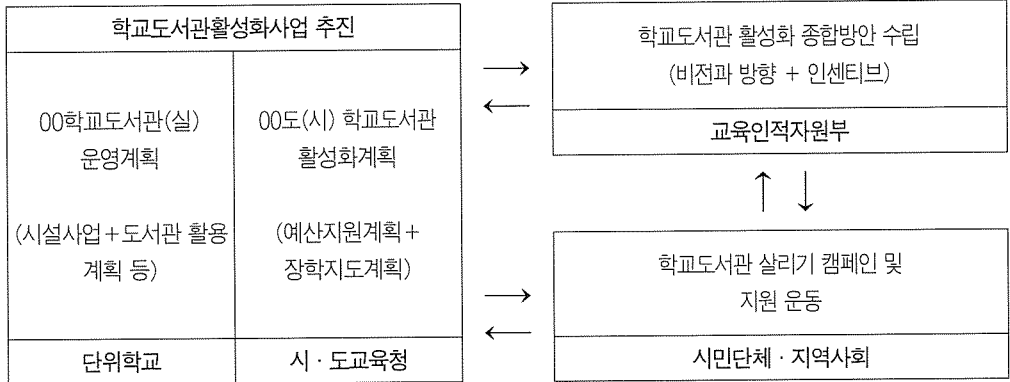 학교도서관활성화사업 추진
00학교도서관(실)
운영계획
(시설사업+도서관 활용
계획 등)
단위학교
00도(시) 학교도서관
활성화계획
(예산지원계획+
장학지도계획)
시·도교육청
→
←
학교도서관 활성화 종합방안 수립
(비전과 방향 + 인센티브)
교육인적자원부
↑ ↓
→
←
학교도서관 살리기 캠페인 및
지원 운동
시민단체·지역사회